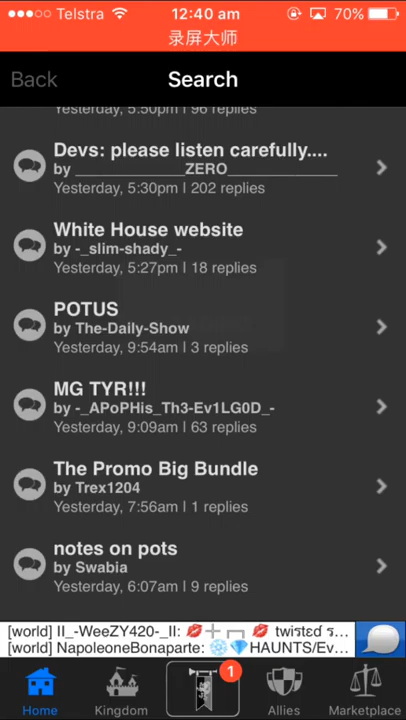 Telstra 12:40 am 70%
录屏大师
Back Search
Yesterday, 5:50pm | 96 replies
Devs: please listen carefully....
by ______________ZERO______________
Yesterday, 5:30pm | 202 replies
White House website
by -_slim-shady_-
Yesterday, 5:27pm | 18 replies
POTUS
by The-Daily-Show
Yesterday, 9:54am | 3 replies
MG TYR!!!
by -_APoPHis_Th3-Ev1LG0D_-
Yesterday, 9:09am | 63 replies
The Promo Big Bundle
by Trex1204
Yesterday, 7:56am | 1 replies
notes on pots
by Swabia
Yesterday, 6:07am | 9 replies
[world] II_-WeeZY420-_II: 💋
[world] NapoleoneBonaparte: ❄️💎HAUNTS/Ev...
1
Home Kingdom Allies Marketplace